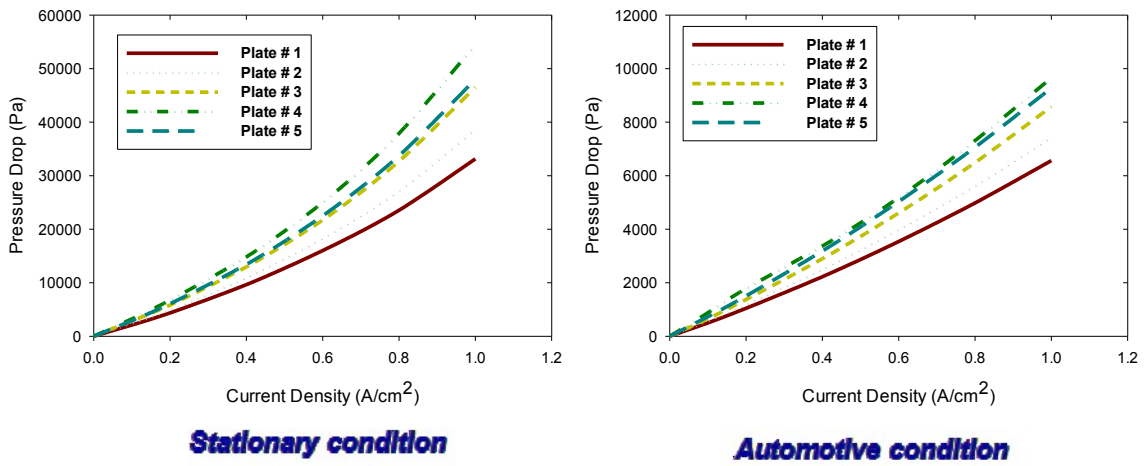 60000
50000
40000
30000
20000
10000
0
Pressure Drop (Pa)
Plate # 1
Plate # 2
Plate # 3
Plate # 4
Plate # 5
0.0 0.2 0.4 0.6 0.8 1.0 1.2
Current Density (A/cm2)
Stationary condition
12000
10000
8000
6000
4000
2000
0
Pressure Drop (Pa)
Plate # 1
Plate # 2
Plate # 3
Plate # 4
Plate # 5
0.0 0.2 0.4 0.6 0.8 1.0 1.2
Current Density (A/cm2)
Automotive condition